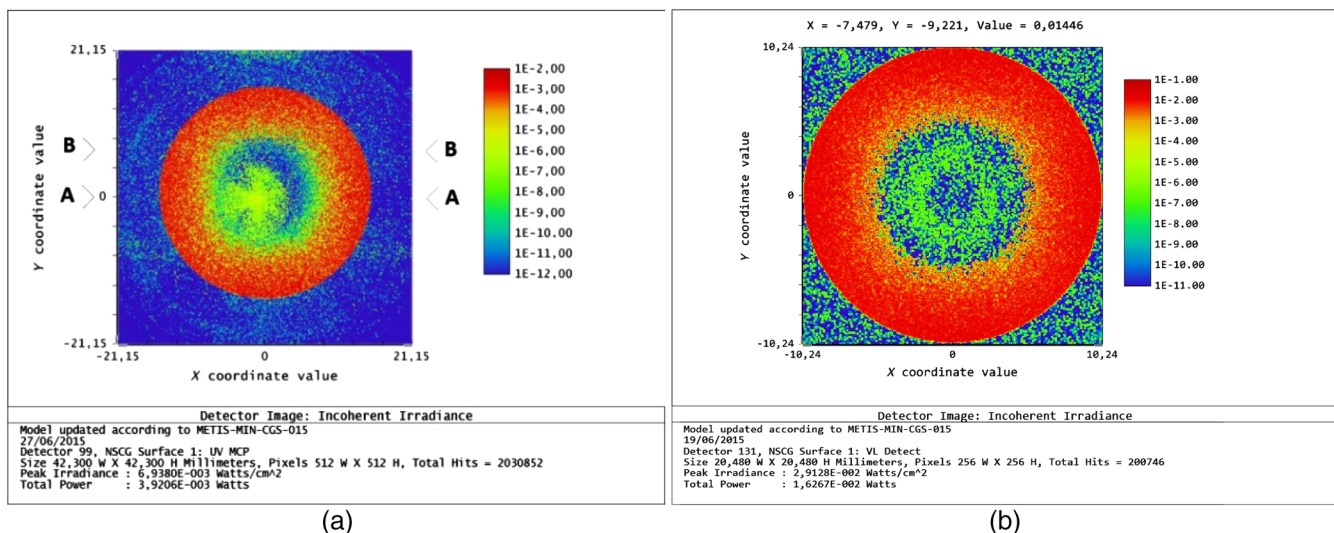 21,15
Y coordinate value
B
A
0
-21,15
-21,15
0
21,15
X coordinate value
B
A
1E-2,00
1E-3,00
1E-4,00
1E-5,00
1E-6,00
1E-7,00
1E-8,00
1E-9,00
1E-10,00
1E-11,00
1E-12,00
Detector Image: Incoherent Irradiance
Model updated according to METIS-MIN-CGS-015
27/06/2015
Detector 99, NSCG Surface 1: UV MCP
Size 42,300 W X 42,300 H Millimeters, Pixels 512 W X 512 H, Total Hits = 2030852
Peak Irradiance : 6,9380E-003 Watts/cm^2
Total Power : 3,9206E-003 Watts
(a)
X = -7,479, Y = -9,221, Value = 0,01446
10,24
Y coordinate value
0
-10,24
-10,24
0
10,24
X coordinate value
1E-1.00
1E-2.00
1E-3.00
1E-4.00
1E-5.00
1E-6.00
1E-7.00
1E-8.00
1E-9.00
1E-10.00
1E-11.00
Detector Image: Incoherent Irradiance
Model updated according to METIS-MIN-CGS-015
19/06/2015
Detector 131, NSCG Surface 1: VL Detect
Size 20,480 W X 20,480 H Millimeters, Pixels 256 W X 256 H, Total Hits = 200746
Peak Irradiance : 2,9128E-002 Watts/cm^2
Total Power : 1,6267E-002 Watts
(b)